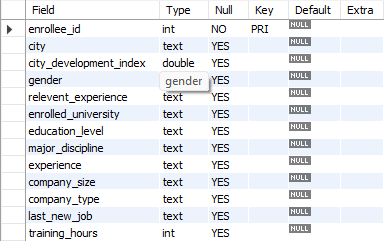 Field Type Null Key Default Extra
enrollee_id int NO PRI NULL
city text YES NULL
city_development_index double YES NULL
gender YES NULL
gender
relevent_experience text YES NULL
enrolled_university text YES NULL
education_level text YES NULL
major_discipline text YES NULL
experience text YES NULL
company_size text YES NULL
company_type text YES NULL
last_new_job text YES NULL
training_hours int YES NULL